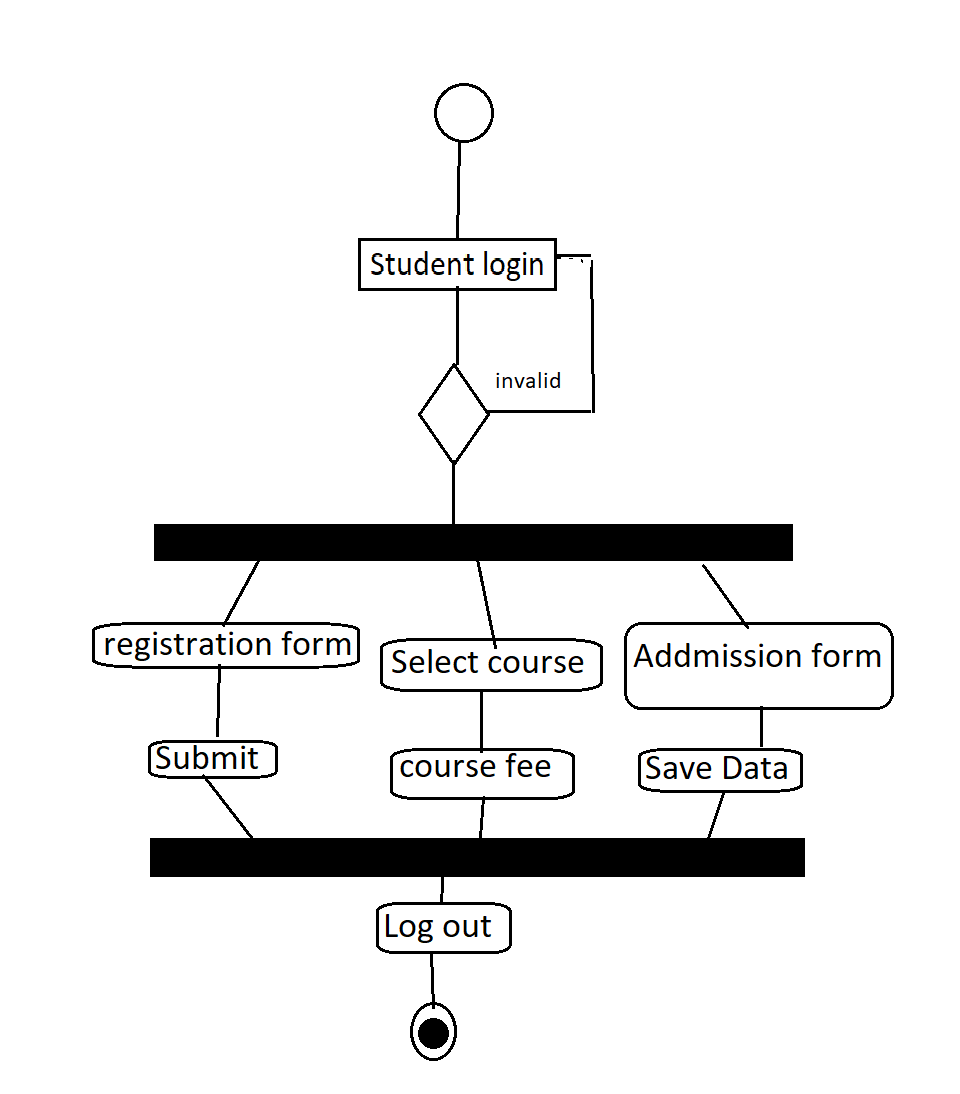 Student login
invalid
registration form
Select course
Addmission form
Submit
course fee
Save Data
Log out